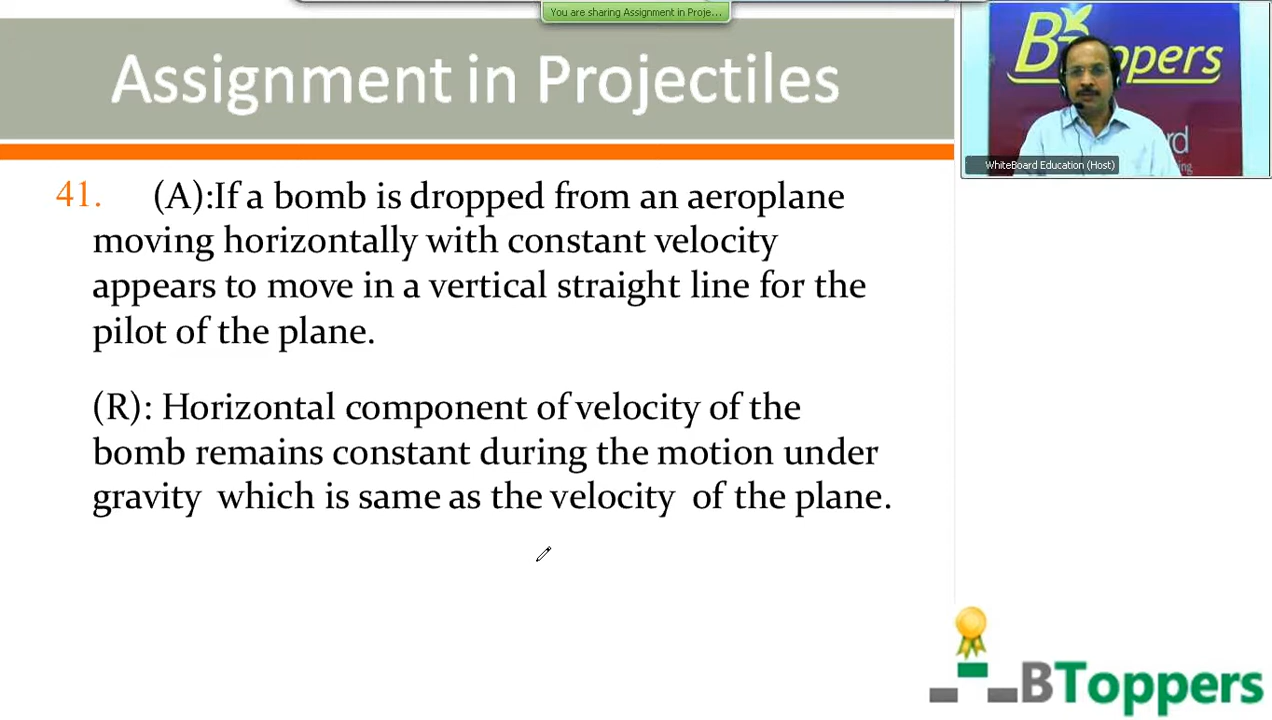 You are sharing Assignment in Proje...
Assignment in Projectiles
BToppers
WhiteBoard Education (Host)
41. (A):If a bomb is dropped from an aeroplane
moving horizontally with constant velocity
appears to move in a vertical straight line for the
pilot of the plane.
(R): Horizontal component of velocity of the
bomb remains constant during the motion under
gravity which is same as the velocity of the plane.
BToppers